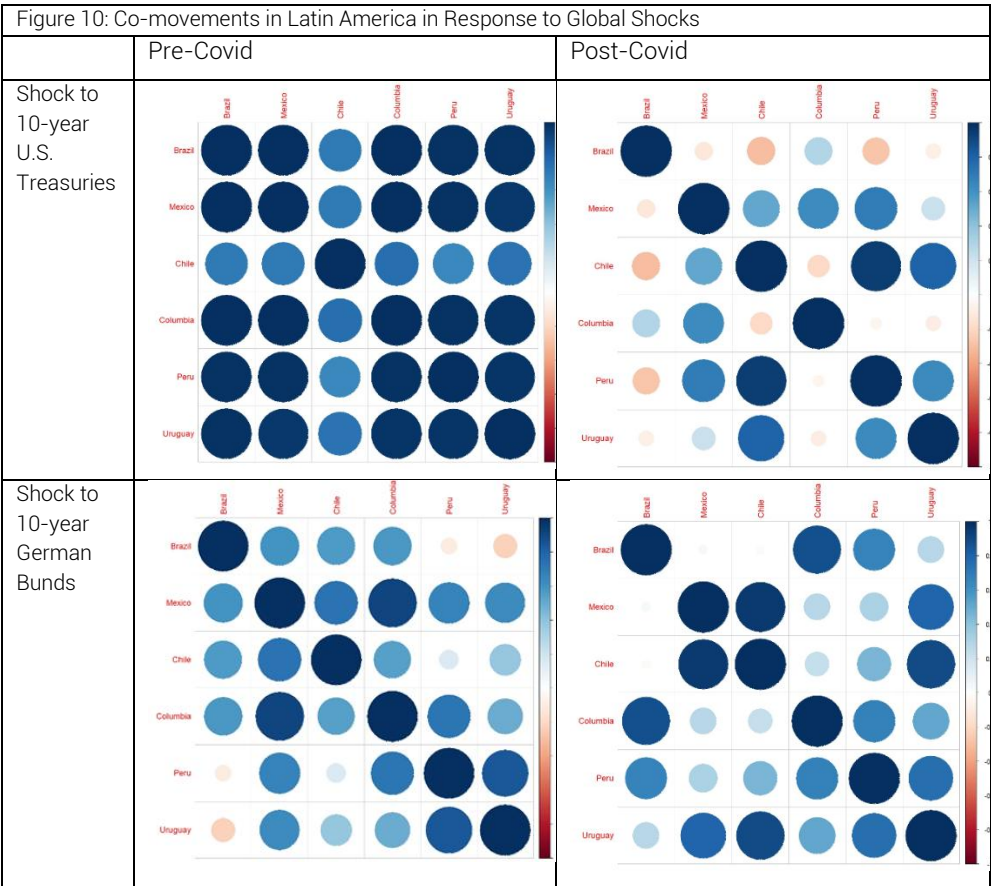 Figure 10: Co-movements in Latin America in Response to Global Shocks
Pre-Covid
Post-Covid
Shock to
10-year
U.S.
Treasuries
Brazil
Mexico
Chile
Columbia
Peru
Uruguay
Brazil
Mexico
Chile
Columbia
Peru
Uruguay
Brazil
Mexico
Chile
Columbia
Peru
Uruguay
Brazil
Mexico
Chile
Columbia
Peru
Uruguay
Shock to
10-year
German
Bunds
Brazil
Mexico
Chile
Columbia
Peru
Uruguay
Brazil
Mexico
Chile
Columbia
Peru
Uruguay
Brazil
Mexico
Chile
Columbia
Peru
Uruguay
Brazil
Mexico
Chile
Columbia
Peru
Uruguay